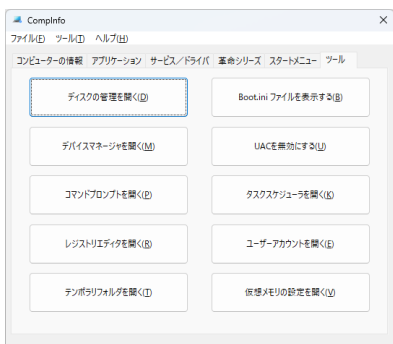 CompInfo
ファイル(F) ツール(T) ヘルプ(H)
コンピューターの情報 アプリケーション サービス／ドライバ 革命シリーズ スタートメニュー ツール
ディスクの管理を開く(D) Boot.ini ファイルを表示する(B)
デバイスマネージャを開く(M) UACを無効にする(U)
コマンドプロンプトを開く(P) タスクスケジューラを開く(K)
レジストリエディタを開く(R) ユーザーアカウントを開く(E)
テンポラリフォルダを開く(T) 仮想メモリの設定を開く(V)